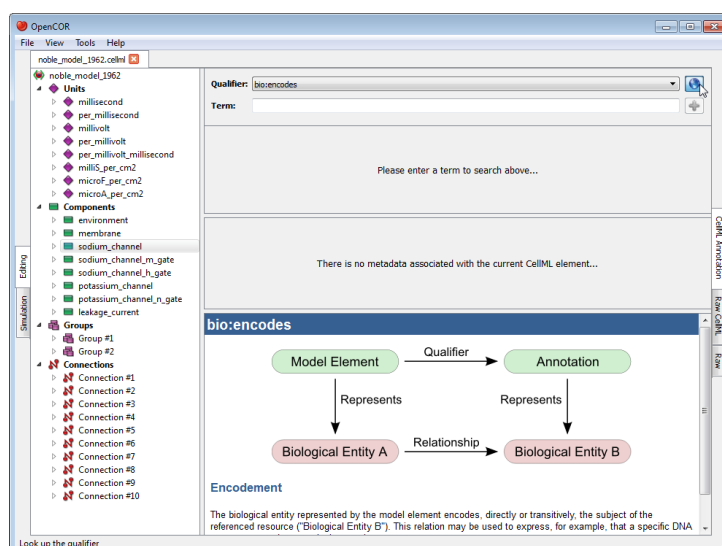 OpenCOR
File View Tools Help
noble_model_1962.cellml
noble_model_1962
Units
millisecond
per_millisecond
millivolt
per_millivolt
per_millivolt_millisecond
milliS_per_cm2
microF_per_cm2
microA_per_cm2
Components
environment
membrane
sodium_channel
sodium_channel_m_gate
sodium_channel_h_gate
potassium_channel
potassium_channel_n_gate
leakage_current
Groups
Group #1
Group #2
Connections
Connection #1
Connection #2
Connection #3
Connection #4
Connection #5
Connection #6
Connection #7
Connection #8
Connection #9
Connection #10
Editing
Simulation
Qualifier: bio:encodes
Term:
Please enter a term to search above...
There is no metadata associated with the current CellML element...
bio:encodes
Model Element
Qualifier
Annotation
Represents
Represents
Biological Entity A
Relationship
Biological Entity B
Encodement
The biological entity represented by the model element encodes, directly or transitively, the subject of the
referenced resource ("Biological Entity B"). This relation may be used to express, for example, that a specific DNA
CellML Annotation
Raw CellML
Raw
Look up the qualifier